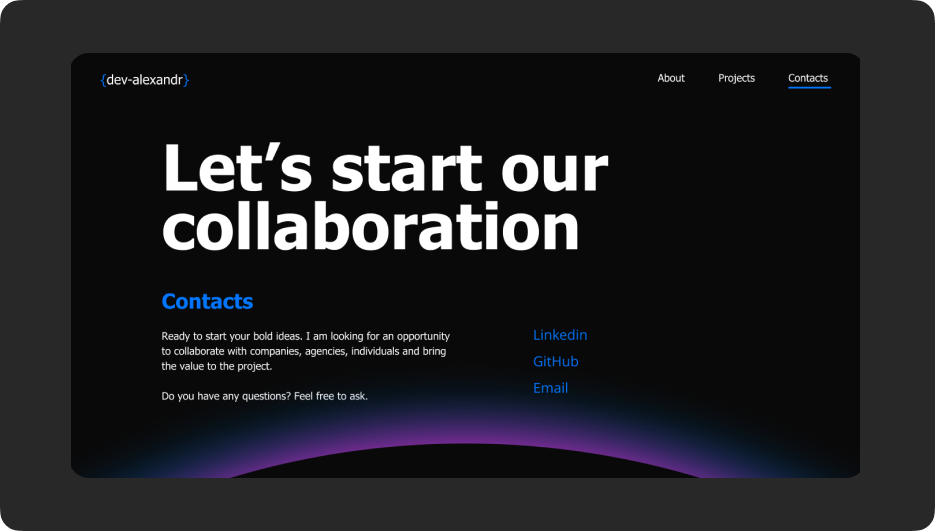 {dev-alexandr}
About Projects Contacts
Let’s start our
collaboration
Contacts
Ready to start your bold ideas. I am looking for an opportunity
to collaborate with companies, agencies, individuals and bring
the value to the project.
Do you have any questions? Feel free to ask.
Linkedin
GitHub
Email